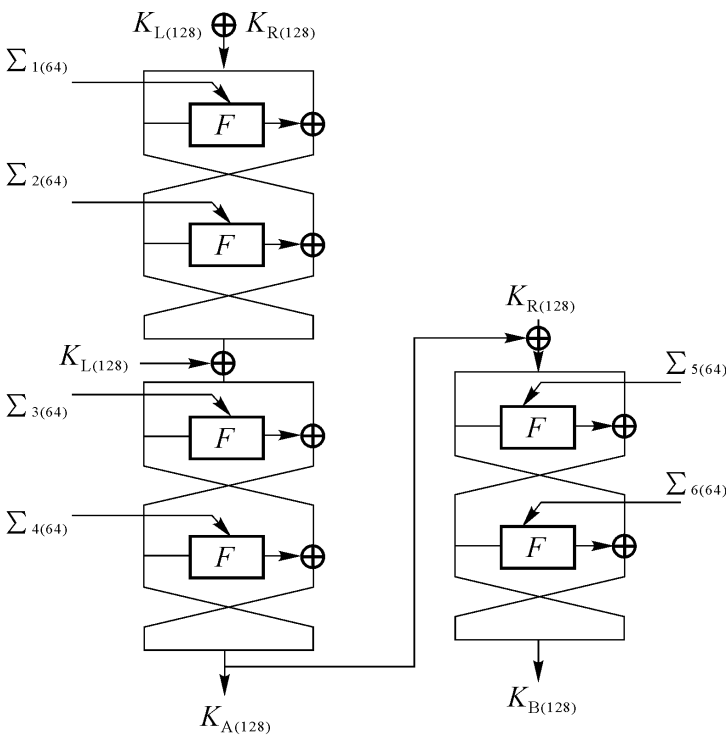 K_L(128) ⊕ K_R(128)
Σ_1(64)
F
Σ_2(64)
F
K_L(128)
Σ_3(64)
F
Σ_4(64)
F
K_A(128)
K_R(128)
Σ_5(64)
F
Σ_6(64)
F
K_B(128)